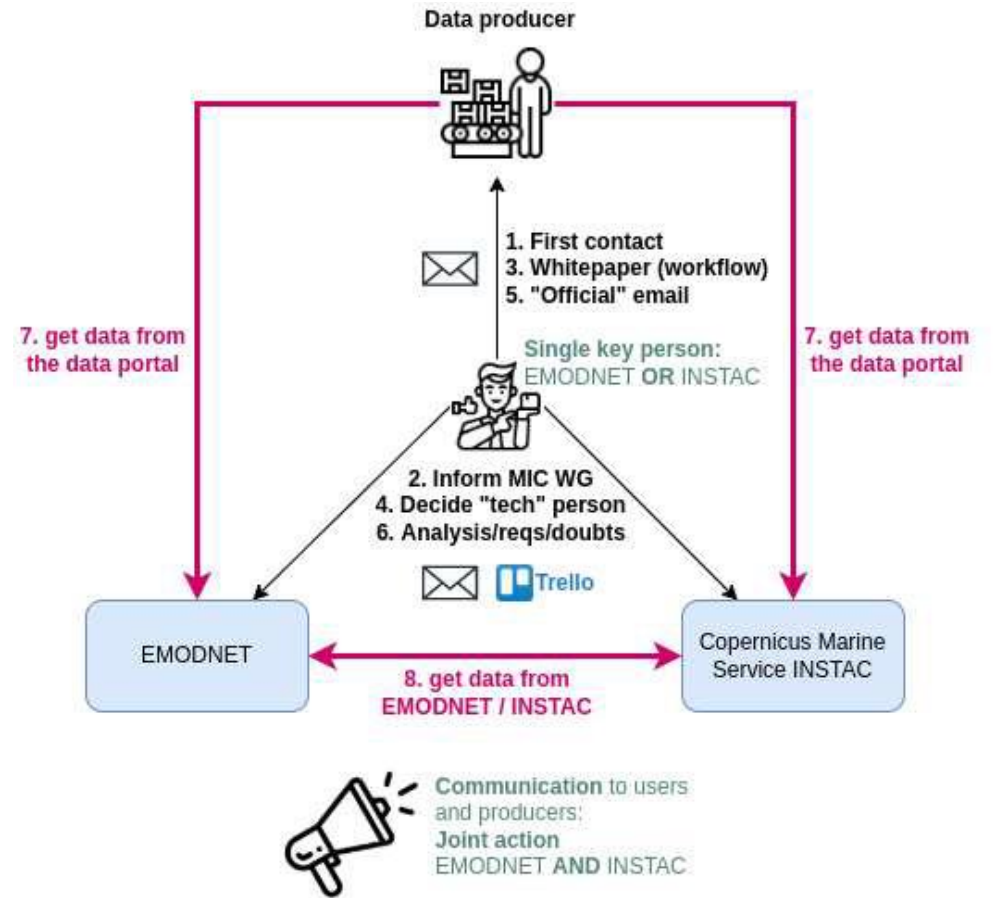 Data producer
1. First contact
3. Whitepaper (workflow)
5. "Official" email
7. get data from
the data portal
7. get data from
the data portal
Single key person:
EMODNET OR INSTAC
2. Inform MIC WG
4. Decide "tech" person
6. Analysis/reqs/doubts
Trello
EMODNET
Copernicus Marine
Service INSTAC
8. get data from
EMODNET / INSTAC
Communication to users
and producers:
Joint action
EMODNET AND INSTAC